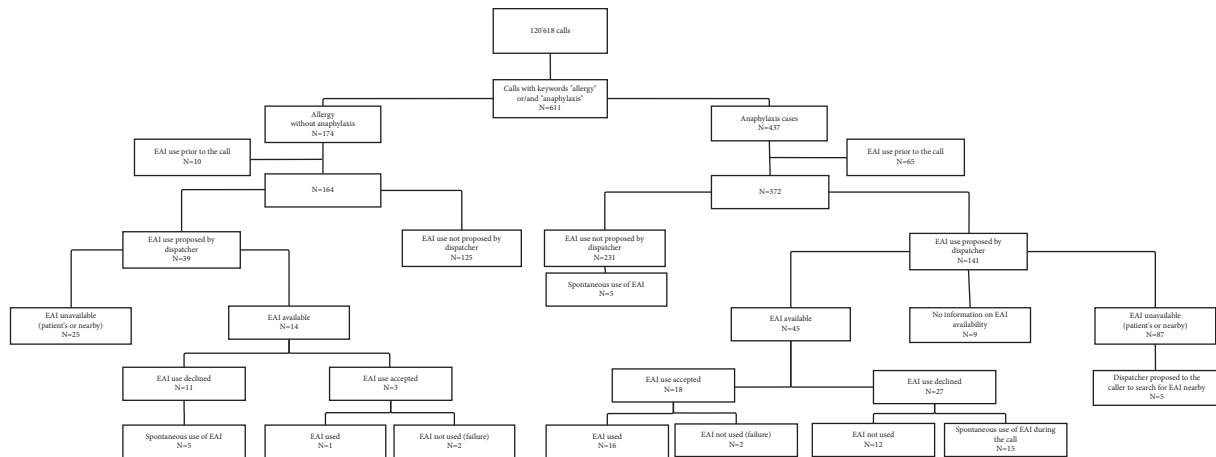 120'618 calls
Calls with keywords "allergy"
or/and "anaphylaxis"
N=611
Allergy
without anaphylaxis
N=174
Anaphylaxis cases
N=437
EAI use prior to the call
N=10
EAI use prior to the call
N=65
N=164
N=372
EAI use proposed by
dispatcher
N=39
EAI use not proposed by
dispatcher
N=125
EAI use not proposed by
dispatcher
N=231
EAI use proposed by
dispatcher
N=141
Spontaneous use of EAI
N=5
EAI unavailable
(patient's or nearby)
N=25
EAI available
N=14
EAI available
N=45
No information on EAI
availability
N=9
EAI unavailable
(patient's or nearby)
N=87
EAI use declined
N=11
EAI use accepted
N=3
EAI use accepted
N=18
EAI use declined
N=27
Dispatcher proposed to the
caller to search for EAI nearby
N=5
Spontaneous use of EAI
N=5
EAI used
N=1
EAI not used (failure)
N=2
EAI used
N=16
EAI not used (failure)
N=2
EAI not used
N=12
Spontaneous use of EAI during
the call
N=15